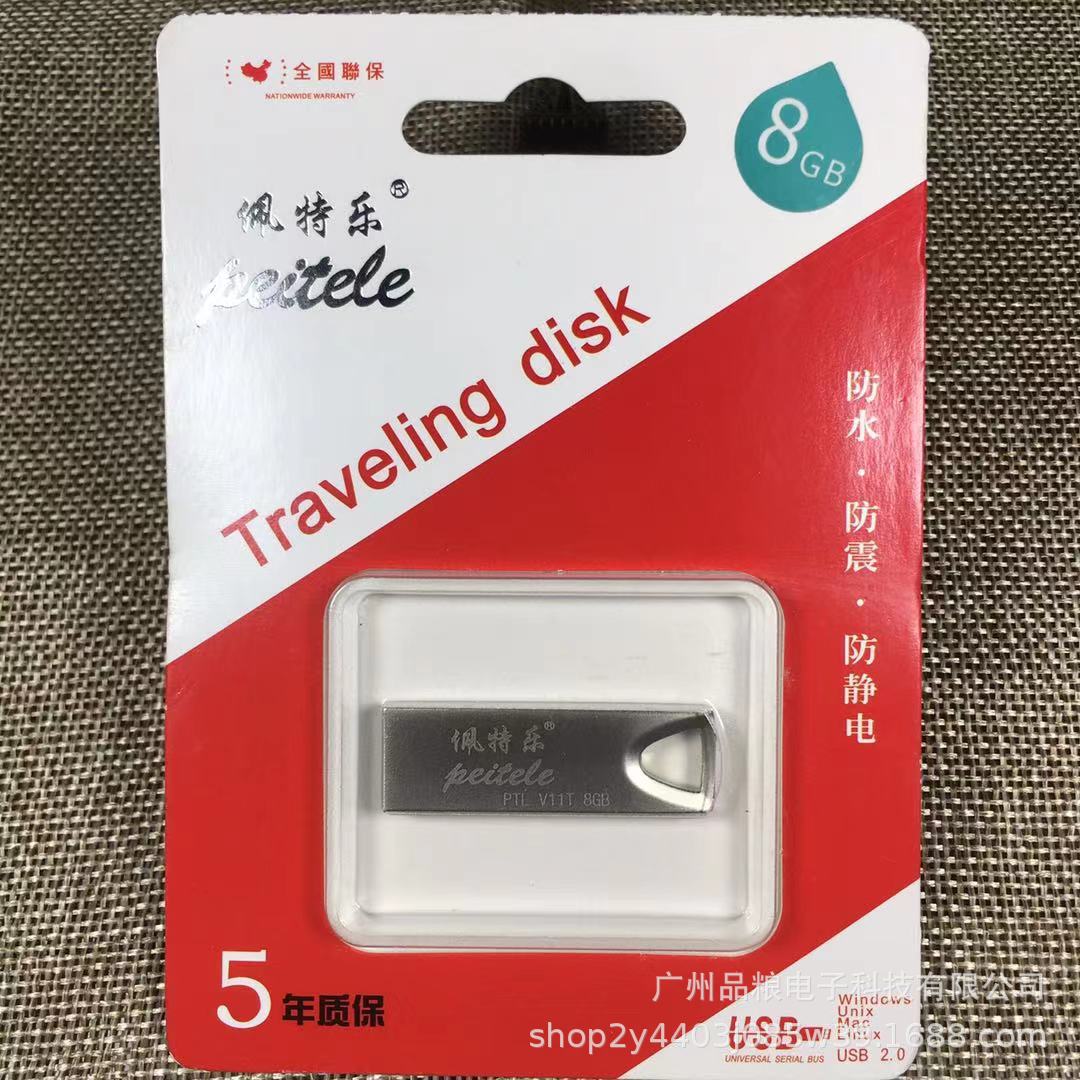 全國聯保
NATIONWIDE WARRANTY
8GB
佩特乐®
peitele
Traveling disk
防水·防震·防静电
佩特乐®
peitele
PTL V11T 8GB
5年质保
广州品粮电子科技有限公司
USB
UNIVERSAL SERIAL BUS
Windows
Unix
Mac
USB 2.0